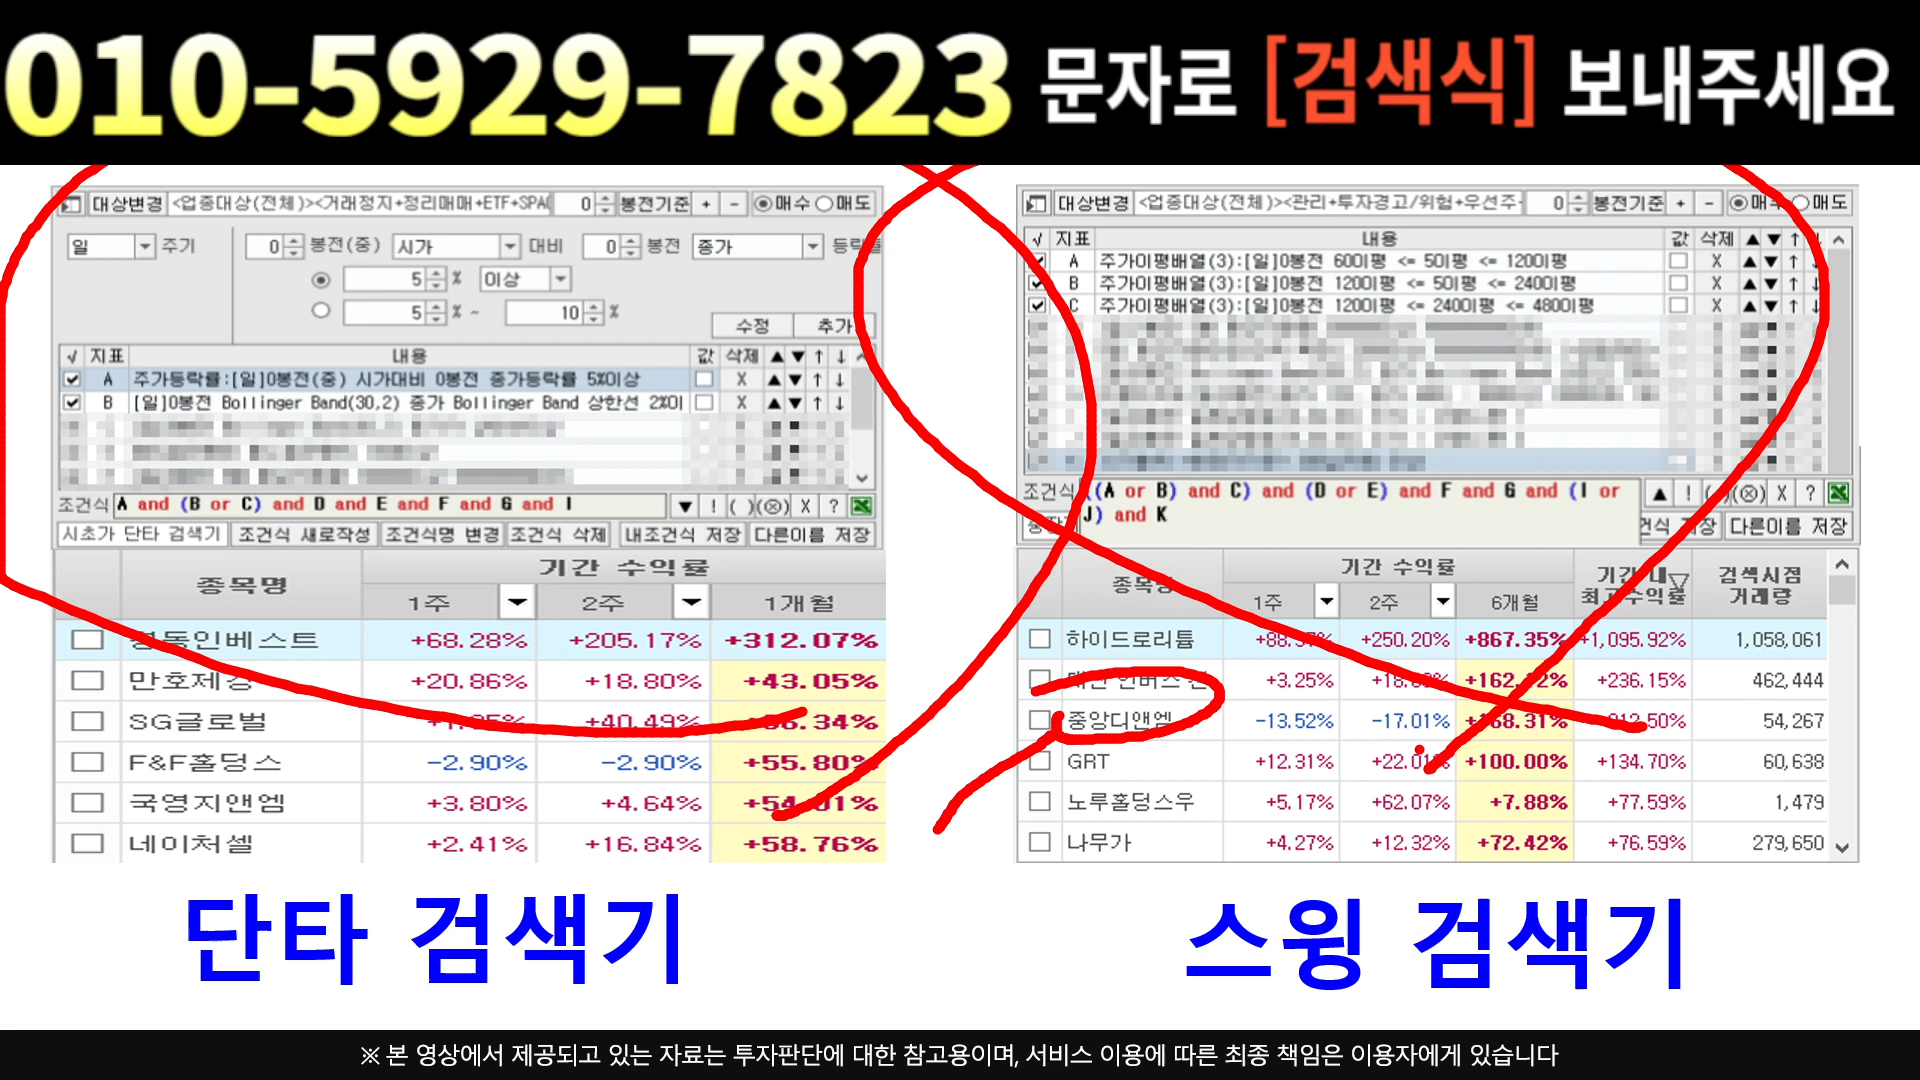 010-5929-7823 문자로 [검색식] 보내주세요
대상변경 <업종대상(전체)><거래정지+정리매매+ETF+SPAC 0 봉전기준 + - 매수 매도
일 주기 0 봉전(중) 시가 대비 0 봉전 종가
5 % 이상
5 % ~ 10 %
수정 추가
√ 지표 내용 값 삭제 ▲ ▼ ↑ ↓
A 주가등락률:[일]0봉전(중) 시가대비 0봉전 종가등락률 5%이상 X ▲ ▼ ↑ ↓
B [일]0봉전 Bollinger Band(30,2) 종가 Bollinger Band 상한선 2%이 X ▲ ▼ ↑ ↓
조건식 A and (B or C) and D and E and F and G and I ▼ ! ( ) (⊗) X ?
시초가 단타 검색기 조건식 새로작성 조건식명 변경 조건식 삭제 내조건식 저장 다른이름 저장
종목명 기간 수익률
1주 2주 1개월
+68.28% +205.17% +312.07%
만호제강 +20.86% +18.80% +43.05%
SG글로벌 +40.49%
F&F홀딩스 -2.90% -2.90% +55.80%
국영지앤엠 +3.80% +4.64%
네이처셀 +2.41% +16.84% +58.76%
단타 검색기
대상변경 <업종대상(전체)><관리+투자경고/위험+우선주+ 0 봉전기준 + - 매수 매도
√ 지표 내용 값 삭제 ▲ ▼ ↑ ↓
A 주가이평배열(3):[일]0봉전 60이평 <= 5이평 <= 120이평 X ▲ ▼ ↑ ↓
B 주가이평배열(3):[일]0봉전 120이평 <= 5이평 <= 240이평 X ▲ ▼ ↑ ↓
C 주가이평배열(3):[일]0봉전 120이평 <= 240이평 <= 480이평 X ▲ ▼ ↑ ↓
조건식 ((A or B) and C) and (D or E) and F and G and (I or ▲ ! ( ) (⊗) X ?
J) and K 저장 다른이름 저장
종목명 기간 수익률 기간 내 최고수익률 검색시점 거래량
1주 2주 6개월
하이드로리튬 +250.20% +867.35% +1,095.92% 1,058,061
+3.25% +236.15% 462,444
중앙디앤엠 -13.52% -17.01% 54,267
GRT +12.31% +100.00% +134.70% 60,638
노루홀딩스우 +5.17% +62.07% +7.88% +77.59% 1,479
나무가 +4.27% +12.32% +72.42% +76.59% 279,650
스윙 검색기
※ 본 영상에서 제공되고 있는 자료는 투자판단에 대한 참고용이며, 서비스 이용에 따른 최종 책임은 이용자에게 있습니다